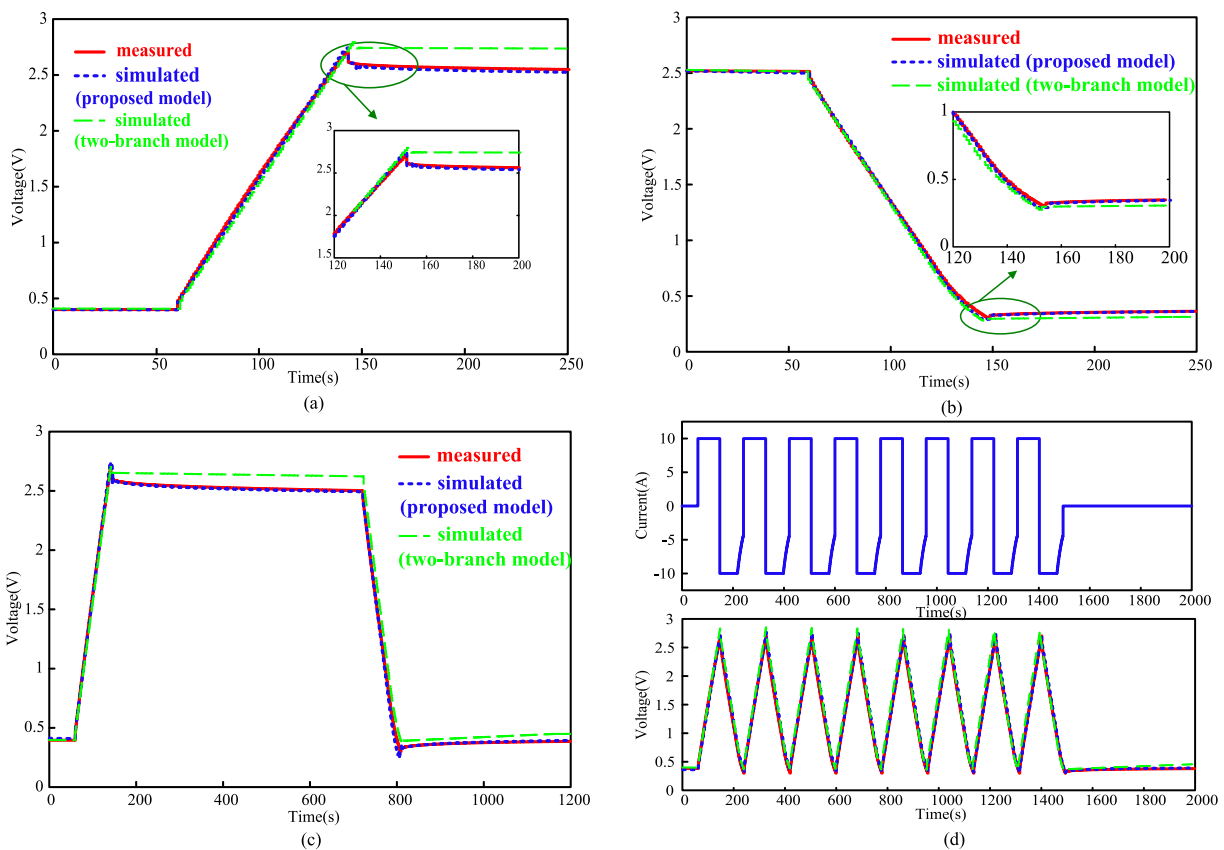 3
2.5
2
1.5
1
0.5
0
Voltage(V)
measured
simulated
(proposed model)
simulated
(two-branch model)
3
2.5
2
1.5
120 140 160 180 200
0 50 100 150 200 250
Time(s)
(a)
3
2.5
2
1.5
1
0.5
0
Voltage(V)
measured
simulated (proposed model)
simulated (two-branch model)
1
0.5
0
120 140 160 180 200
0 50 100 150 200 250
Time(s)
(b)
3
2.5
2
1.5
1
0.5
0
Voltage(V)
measured
simulated
(proposed model)
simulated
(two-branch model)
0 200 400 600 800 1000 1200
Time(s)
(c)
10
5
0
-5
-10
Current(A)
0 200 400 600 800 1000 1200 1400 1600 1800 2000
Time(s)
3
2.5
2
1.5
1
0.5
0
Voltage(V)
0 200 400 600 800 1000 1200 1400 1600 1800 2000
Time(s)
(d)